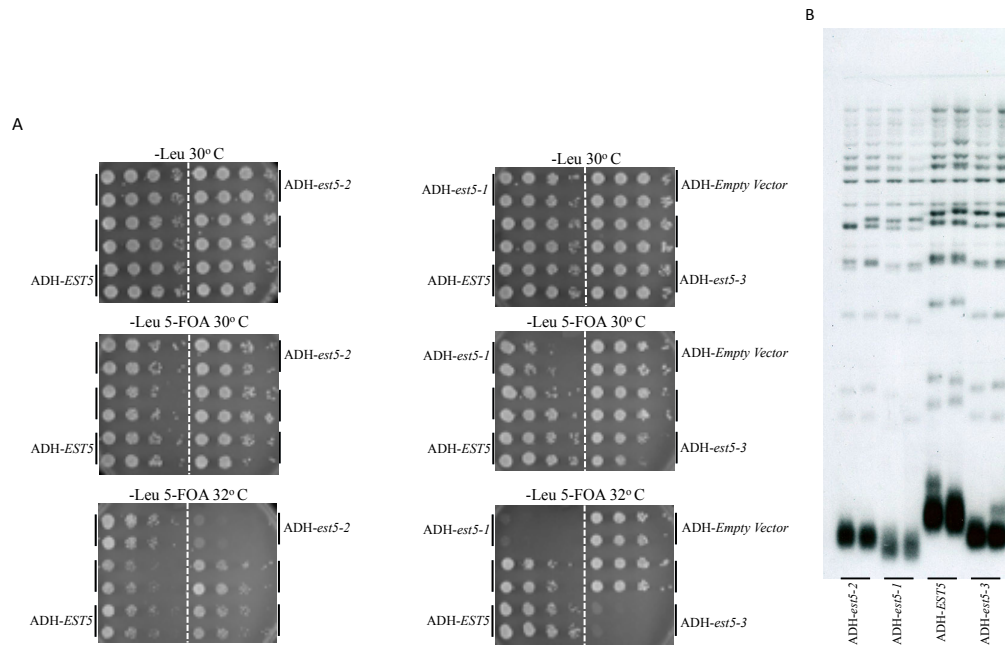 B
A
-Leu 30° C
ADH-est5-2
ADH-EST5
-Leu 5-FOA 30° C
ADH-est5-2
ADH-EST5
-Leu 5-FOA 32° C
ADH-est5-2
ADH-EST5
-Leu 30° C
ADH-est5-1
ADH-Empty Vector
ADH-EST5
ADH-est5-3
-Leu 5-FOA 30° C
ADH-est5-1
ADH-Empty Vector
ADH-EST5
ADH-est5-3
-Leu 5-FOA 32° C
ADH-est5-1
ADH-Empty Vector
ADH-EST5
ADH-est5-3
ADH-est5-2
ADH-est5-1
ADH-EST5
ADH-est5-3